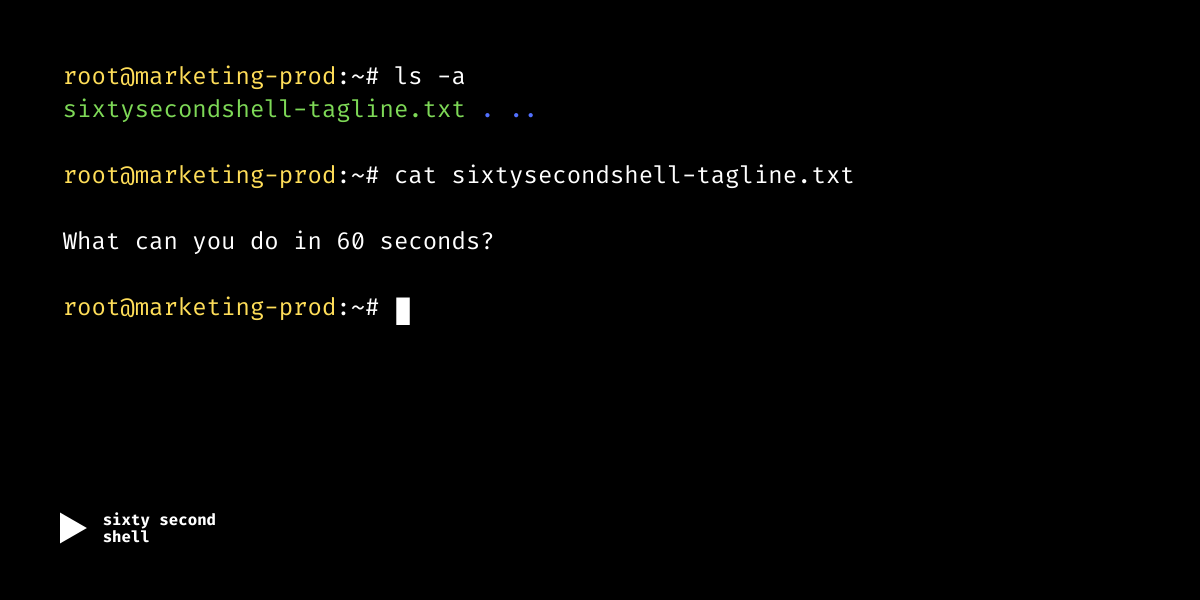 root@marketing-prod:~# ls -a
sixtysecondshell-tagline.txt . ..
root@marketing-prod:~# cat sixtysecondshell-tagline.txt
What can you do in 60 seconds?
root@marketing-prod:~#
sixty second
shell